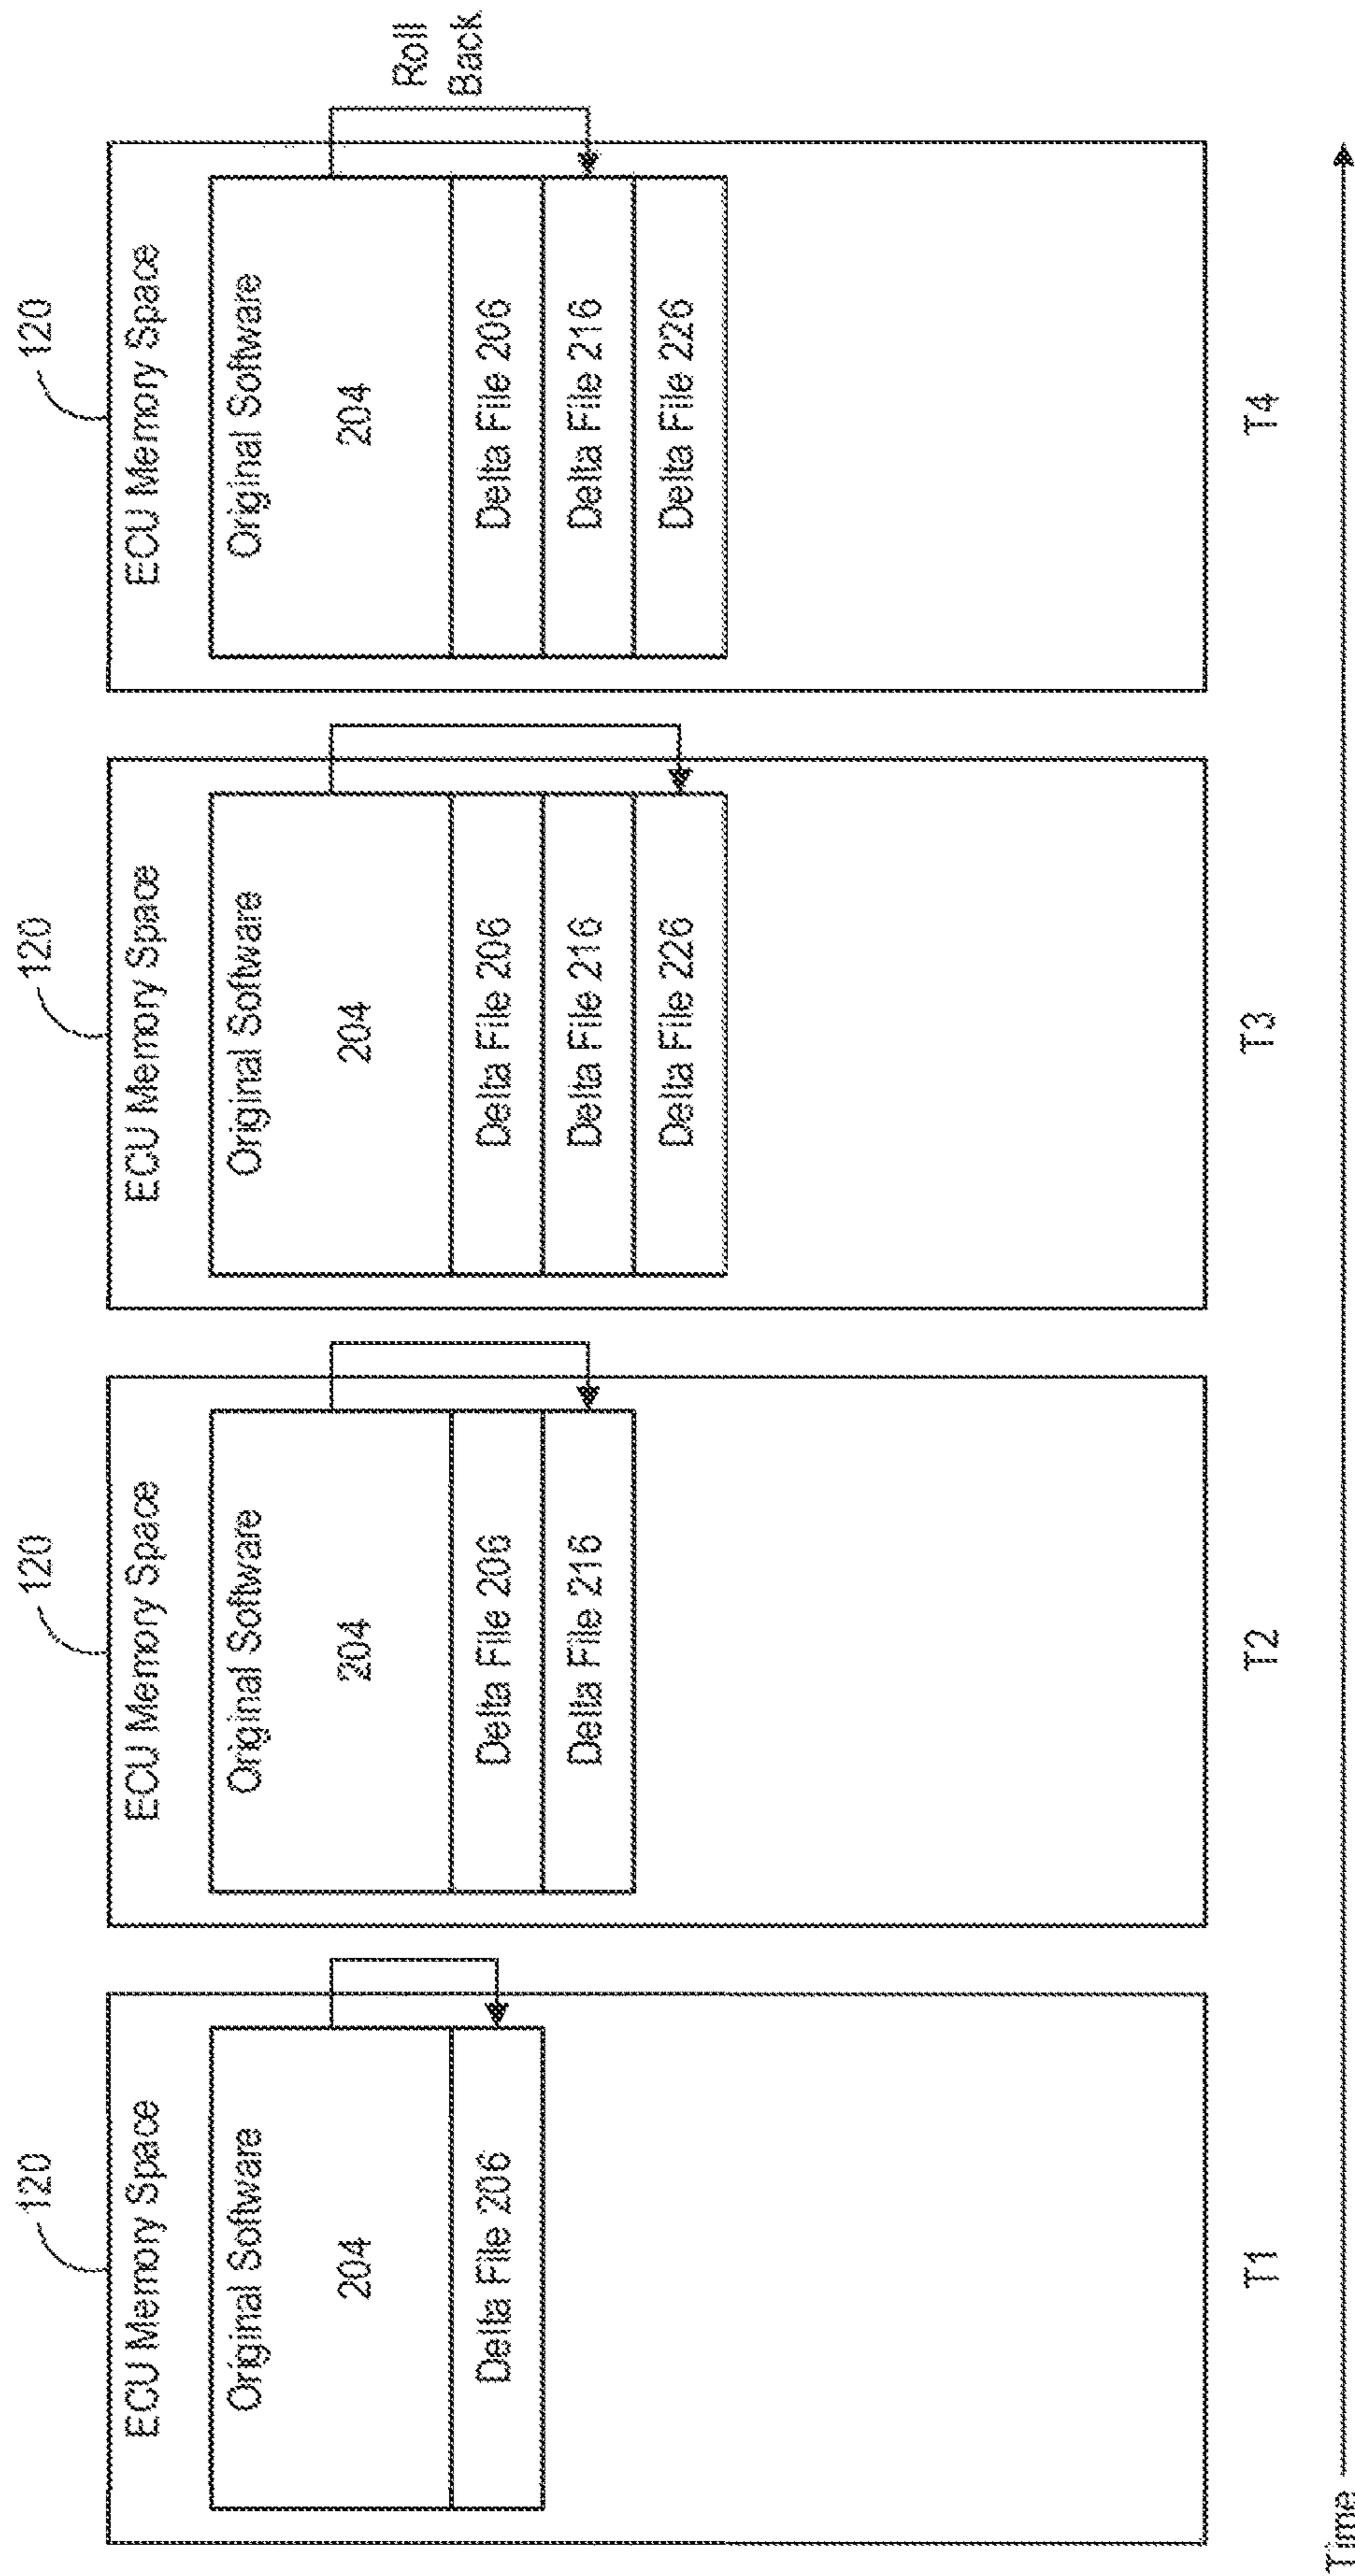 120
ECU Memory Space
Original Software
204
Delta File 206
T1
120
ECU Memory Space
Original Software
204
Delta File 206
Delta File 216
T2
120
ECU Memory Space
Original Software
204
Delta File 206
Delta File 216
Delta File 226
T3
120
ECU Memory Space
Original Software
204
Delta File 206
Delta File 216
Delta File 226
T4
Roll
Back
Time